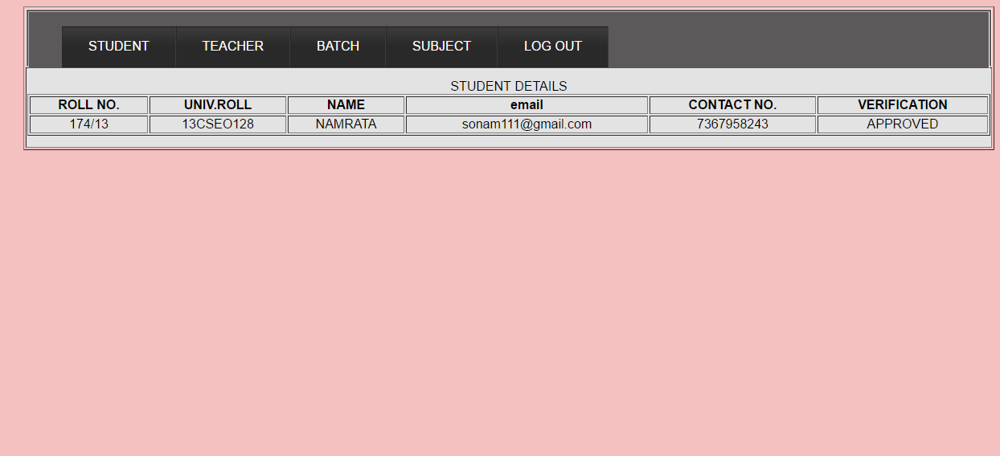 STUDENT TEACHER BATCH SUBJECT LOG OUT
STUDENT DETAILS
ROLL NO. UNIV.ROLL NAME email CONTACT NO. VERIFICATION
174/13 13CSEO128 NAMRATA sonam111@gmail.com 7367958243 APPROVED